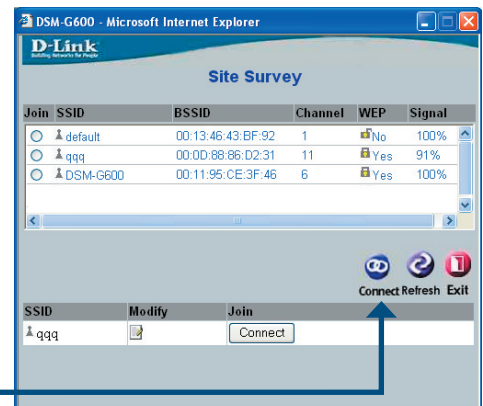 DSM-G600 - Microsoft Internet Explorer
D-Link
Building Networks for People
Site Survey
Join SSID BSSID Channel WEP Signal
default 00:13:46:43:BF:92 1 No 100%
qqq 00:0D:88:86:D2:31 11 Yes 91%
DSM-G600 00:11:95:CE:3F:46 6 Yes 100%
Connect Refresh Exit
SSID Modify Join
qqq Connect